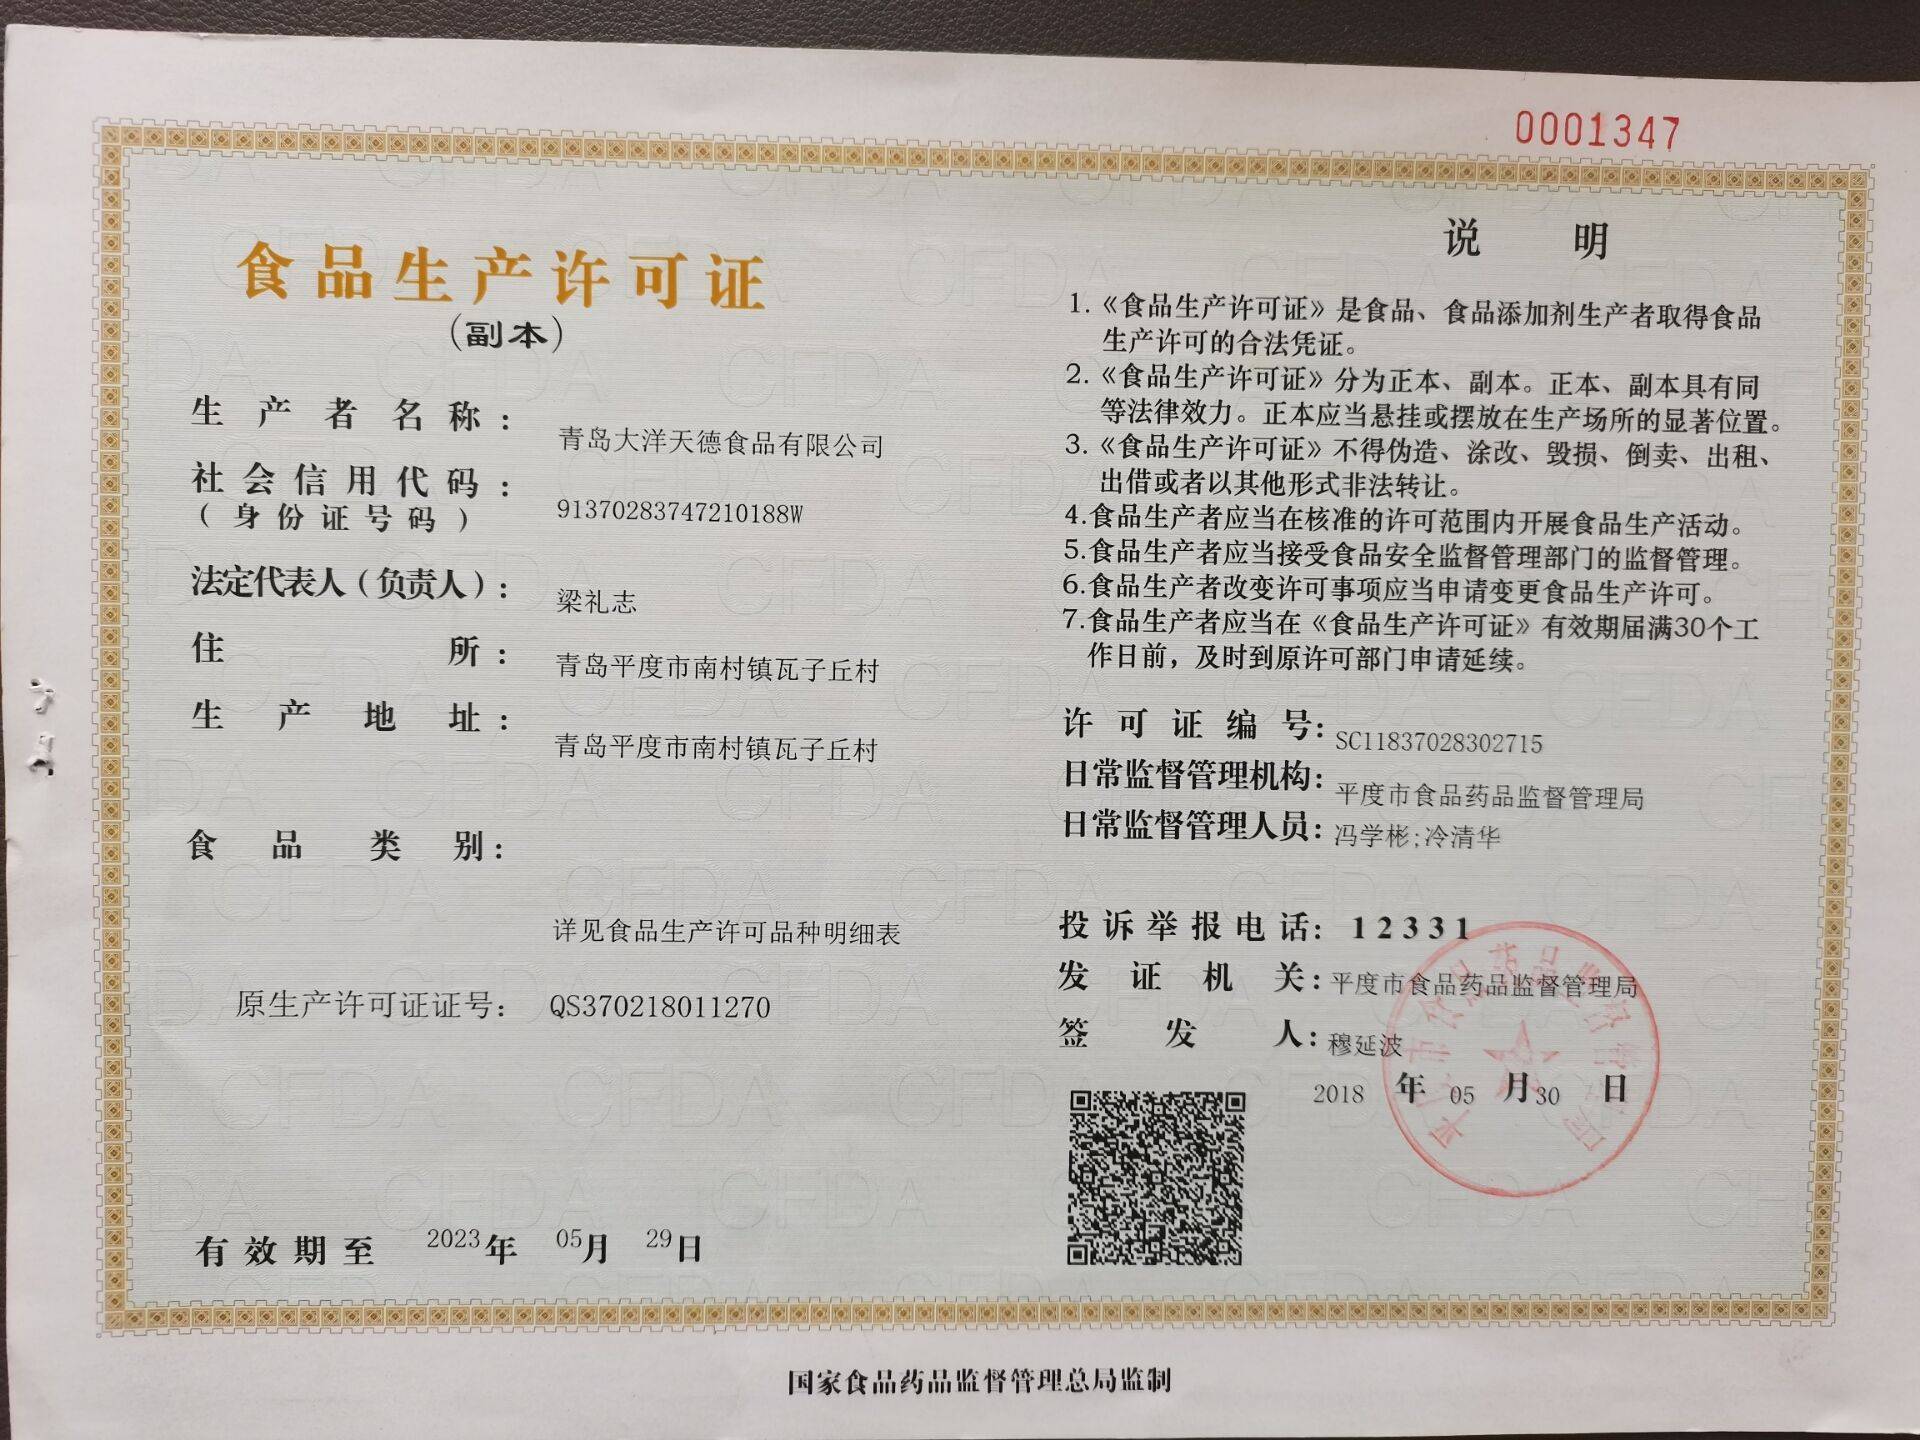 0001347
食品生产许可证
（副本）
生产者名称：青岛大洋天德食品有限公司
社会信用代码：91370283747210188W
（身份证号码）
法定代表人（负责人）：梁礼志
住所：青岛平度市南村镇瓦子丘村
生产地址：青岛平度市南村镇瓦子丘村
食品类别：
详见食品生产许可品种明细表
原生产许可证证号：QS370218011270
有效期至 2023年 05月 29日
说明
1.《食品生产许可证》是食品、食品添加剂生产者取得食品
生产许可的合法凭证。
2.《食品生产许可证》分为正本、副本。正本、副本具有同
等法律效力。正本应当悬挂或摆放在生产场所的显著位置。
3.《食品生产许可证》不得伪造、涂改、毁损、倒卖、出租、
出借或者以其他形式非法转让。
4.食品生产者应当在核准的许可范围内开展食品生产活动。
5.食品生产者应当接受食品安全监督管理部门的监督管理。
6.食品生产者改变许可事项应当申请变更食品生产许可。
7.食品生产者应当在《食品生产许可证》有效期届满30个工
作日前，及时到原许可部门申请延续。
许可证编号：SC11837028302715
日常监督管理机构：平度市食品药品监督管理局
日常监督管理人员：冯学彬;冷清华
投诉举报电话：12331
发证机关：平度市食品药品监督管理局
签发人：穆延波
2018 年 05 月 30 日
平度市食品药品监督管理局
国家食品药品监督管理总局监制